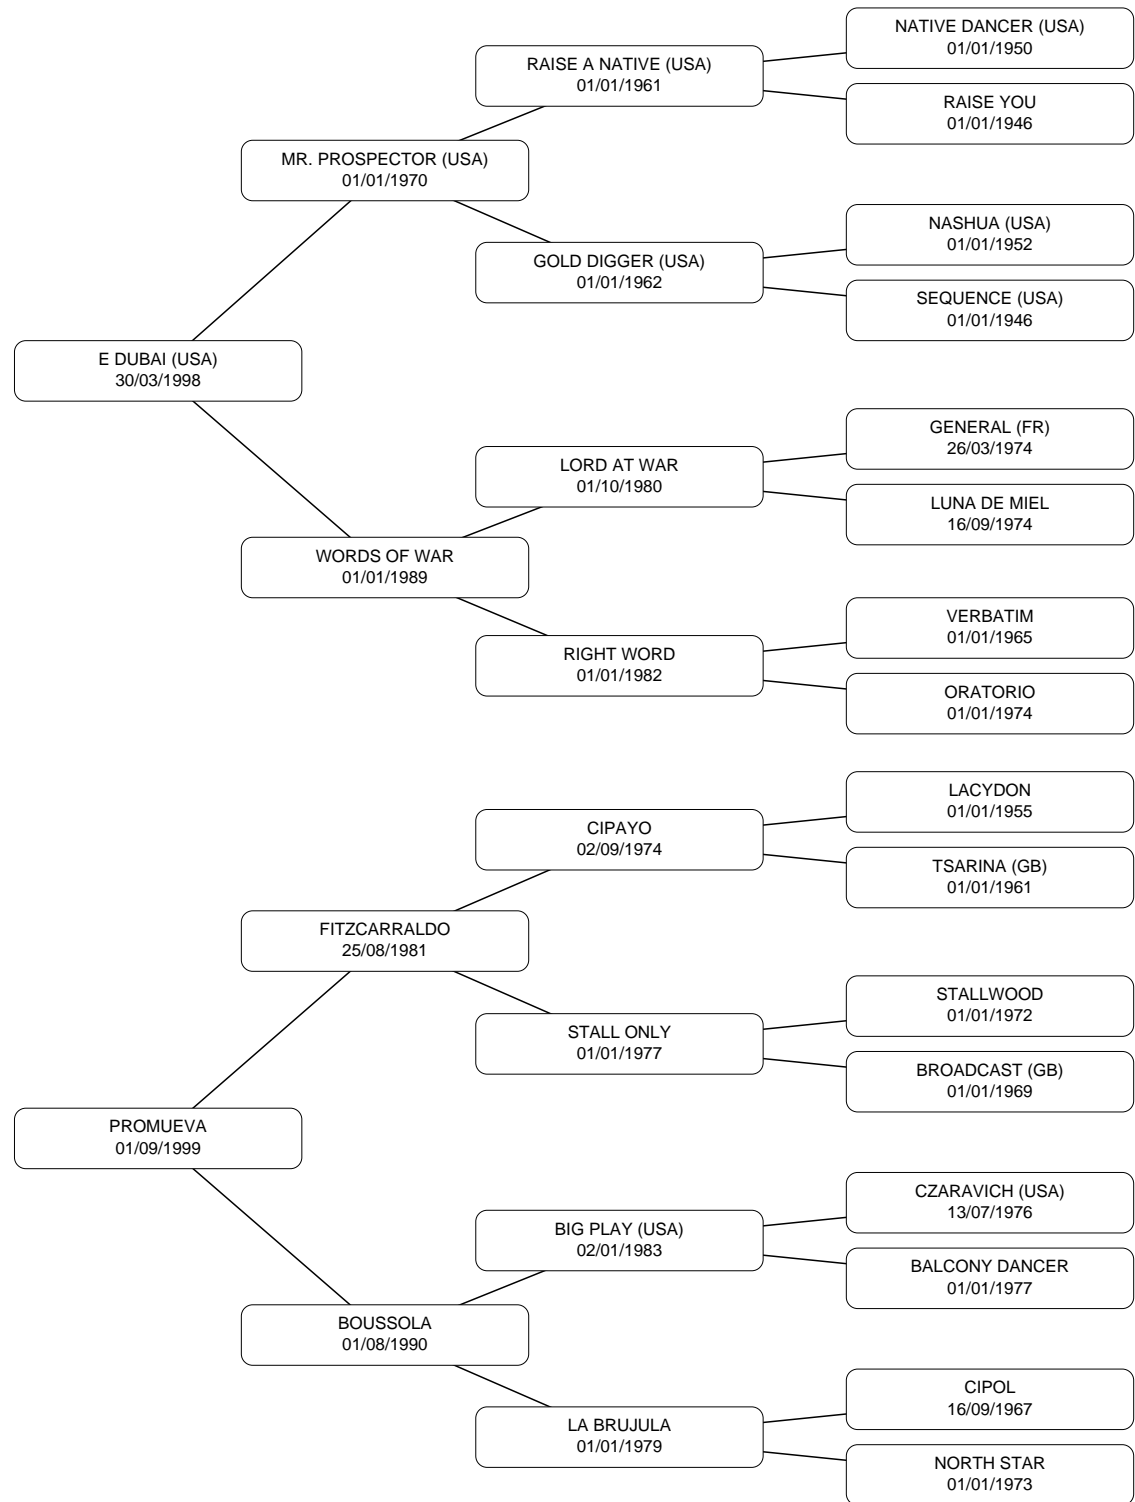 NATIVE DANCER (USA)
01/01/1950
RAISE A NATIVE (USA)
01/01/1961
RAISE YOU
01/01/1946
MR. PROSPECTOR (USA)
01/01/1970
NASHUA (USA)
01/01/1952
GOLD DIGGER (USA)
01/01/1962
SEQUENCE (USA)
01/01/1946
E DUBAI (USA)
30/03/1998
GENERAL (FR)
26/03/1974
LORD AT WAR
01/10/1980
LUNA DE MIEL
16/09/1974
WORDS OF WAR
01/01/1989
VERBATIM
01/01/1965
RIGHT WORD
01/01/1982
ORATORIO
01/01/1974
LACYDON
01/01/1955
CIPAYO
02/09/1974
TSARINA (GB)
01/01/1961
FITZCARRALDO
25/08/1981
STALLWOOD
01/01/1972
STALL ONLY
01/01/1977
BROADCAST (GB)
01/01/1969
PROMUEVA
01/09/1999
CZARAVICH (USA)
13/07/1976
BIG PLAY (USA)
02/01/1983
BALCONY DANCER
01/01/1977
BOUSSOLA
01/08/1990
CIPOL
16/09/1967
LA BRUJULA
01/01/1979
NORTH STAR
01/01/1973